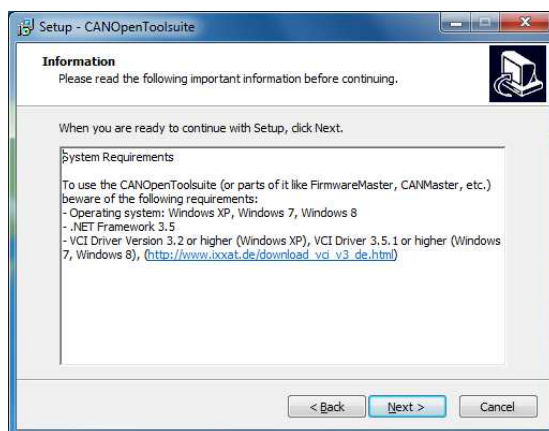 Setup - CANOpenToolsuite
Information
Please read the following important information before continuing.
When you are ready to continue with Setup, click Next.
System Requirements
To use the CANOpenToolsuite (or parts of it like FirmwareMaster, CANMaster, etc.)
beware of the following requirements:
- Operating system: Windows XP, Windows 7, Windows 8
- .NET Framework 3.5
- VCI Driver Version 3.2 or higher (Windows XP), VCI Driver 3.5.1 or higher (Windows
7, Windows 8), (http://www.ixxat.de/download_vci_v3_de.html)
< Back Next > Cancel